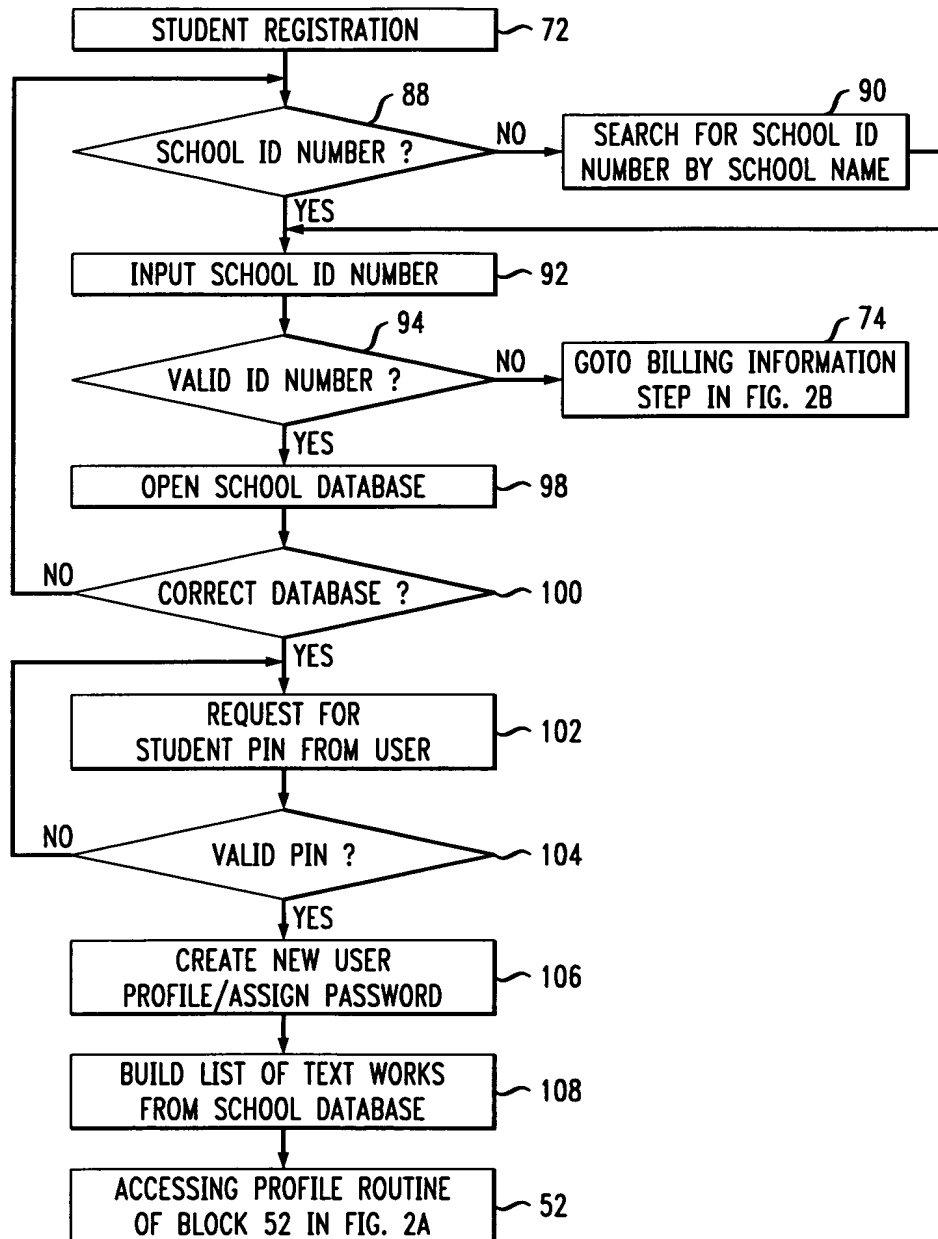 STUDENT REGISTRATION
72
88
SCHOOL ID NUMBER ?
NO
90
SEARCH FOR SCHOOL ID
NUMBER BY SCHOOL NAME
YES
INPUT SCHOOL ID NUMBER
92
94
VALID ID NUMBER ?
NO
74
GOTO BILLING INFORMATION
STEP IN FIG. 2B
YES
OPEN SCHOOL DATABASE
98
NO
CORRECT DATABASE ?
100
YES
REQUEST FOR
STUDENT PIN FROM USER
102
NO
VALID PIN ?
104
YES
CREATE NEW USER
PROFILE/ASSIGN PASSWORD
106
BUILD LIST OF TEXT WORKS
FROM SCHOOL DATABASE
108
ACCESSING PROFILE ROUTINE
OF BLOCK 52 IN FIG. 2A
52